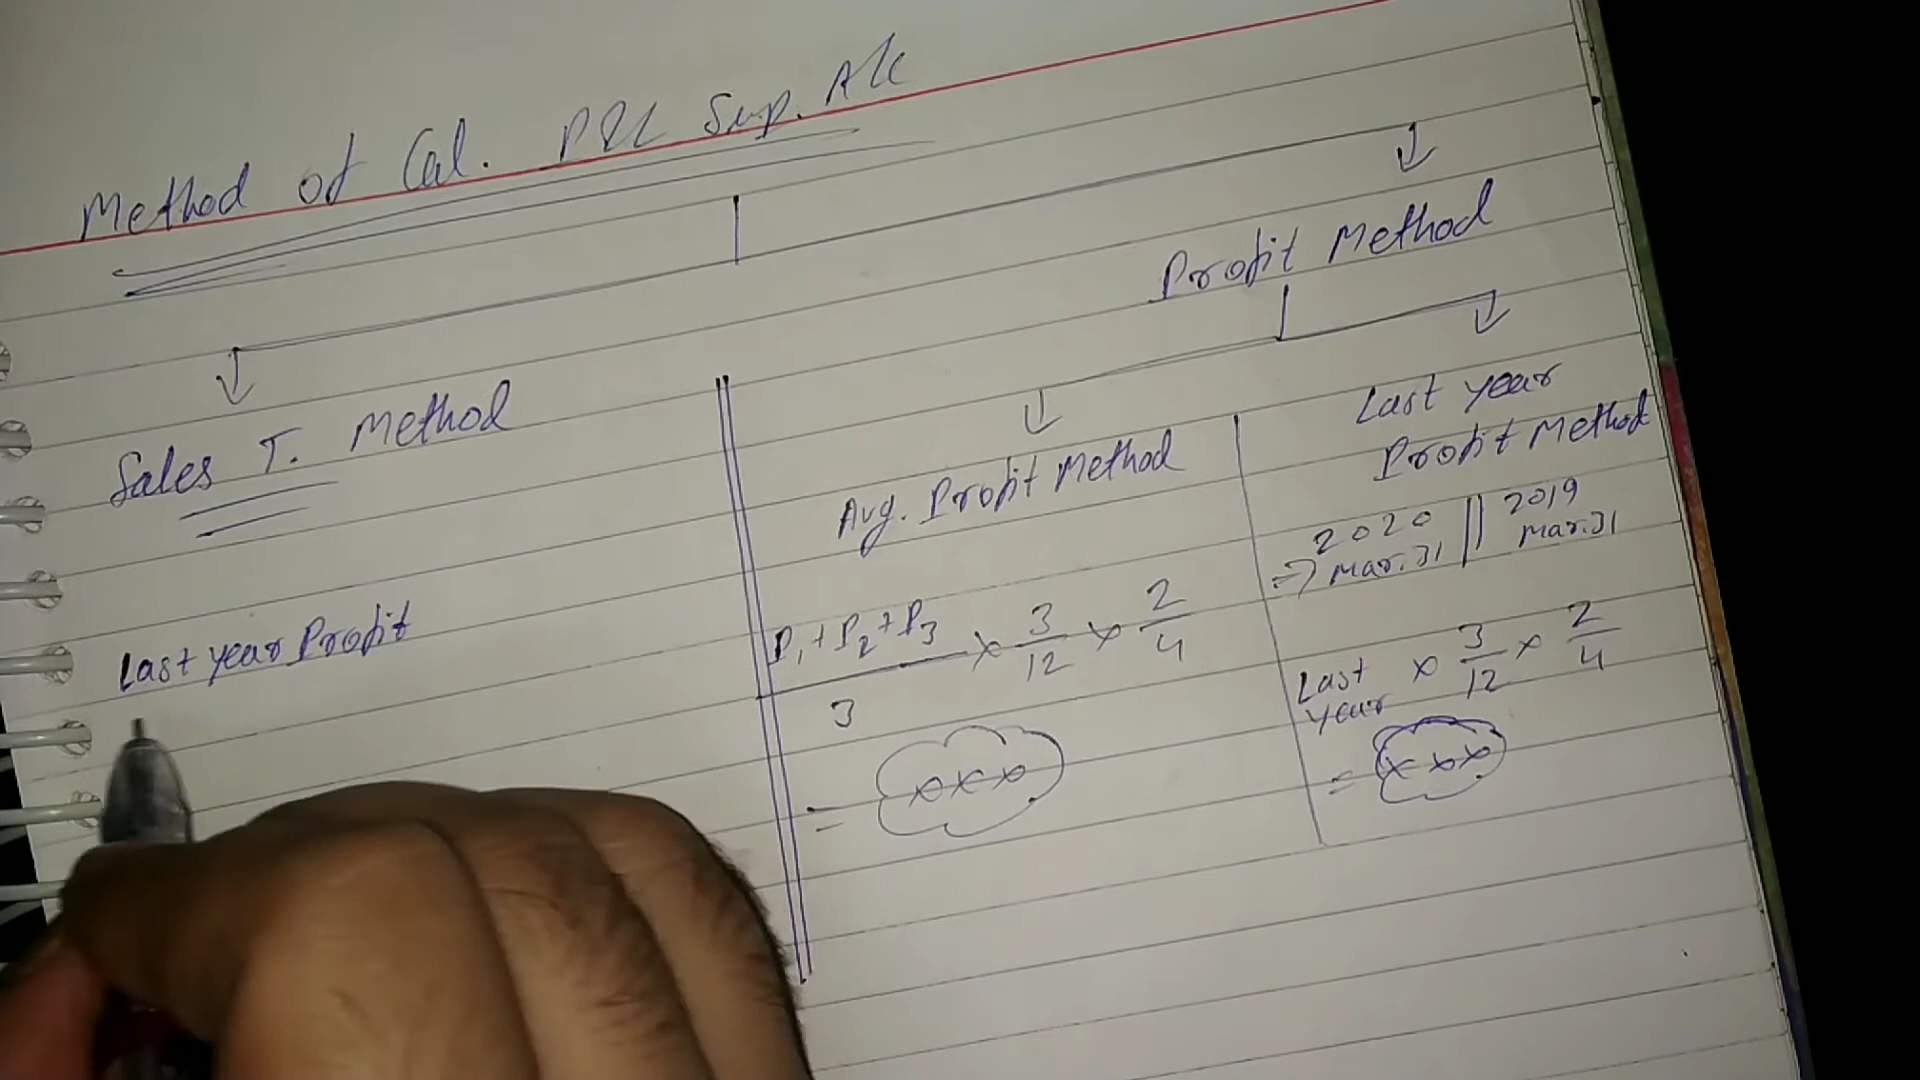 Method of Cal. P&L Sup. A/c
Sales T. Method
Last year Profit
Profit Method
Avg. Profit Method
P1+P2+P3 × 3/12 × 2/4
3
= xxx
Last year
Profit Method
=> 2020 || 2019
Mar.31 Mar.31
Last × 3/12 × 2/4
year
= xxx